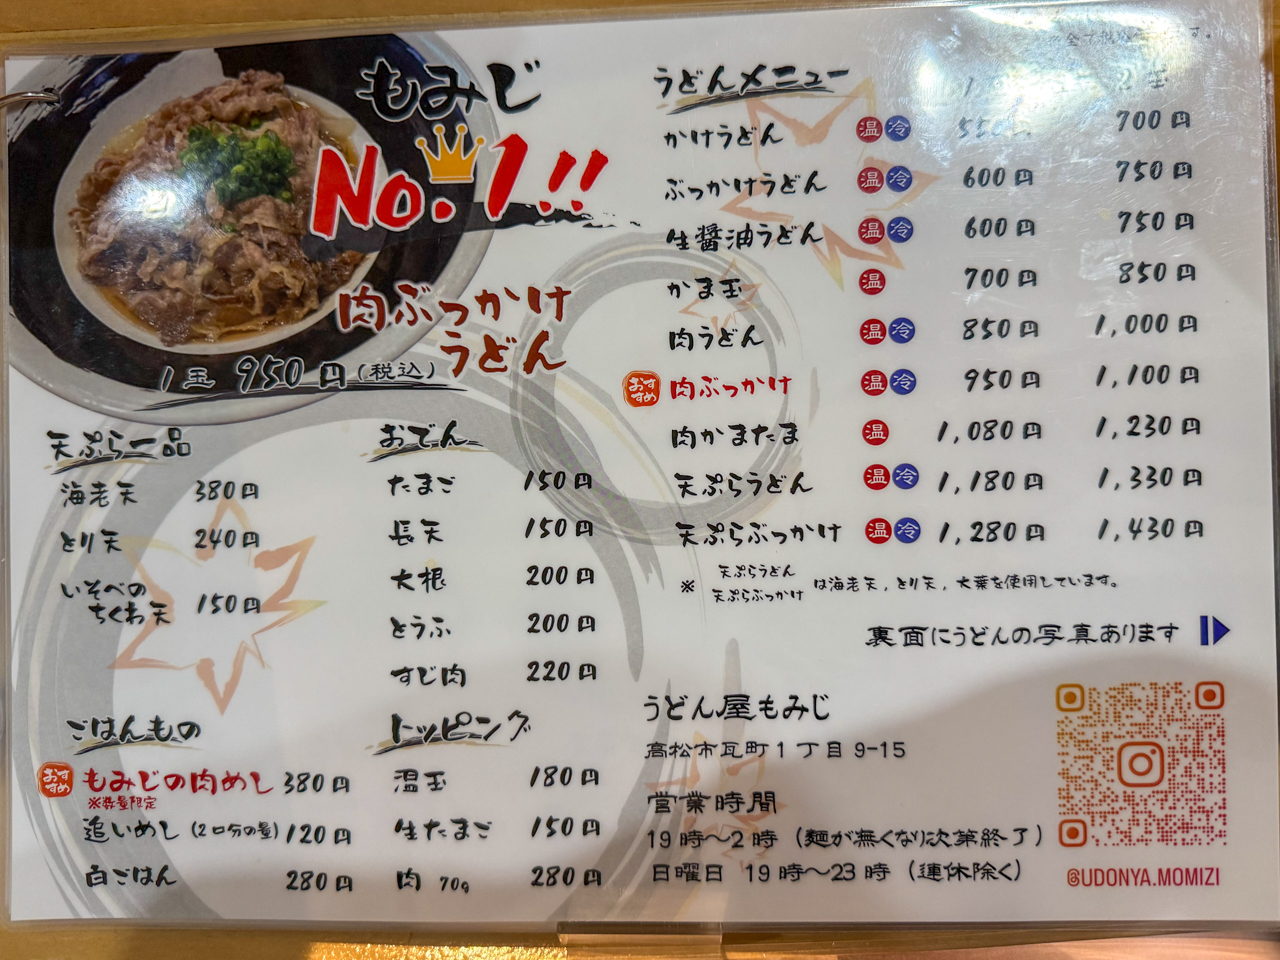 もみじ
No.1!!
肉ぶっかけ
うどん
1玉 950円(税込)
天ぷら一品
海老天 380円
とり天 240円
いそべの
ちくわ天 150円
おでん
たまご 150円
長天 150円
大根 200円
とうふ 200円
すじ肉 220円
ごはんもの
おすすめ もみじの肉めし 380円
※数量限定
追いめし(2口分の量) 120円
白ごはん 280円
トッピング
温玉 180円
生たまご 150円
肉 70g 280円
うどんメニュー
かけうどん 温 冷 550円 700円
ぶっかけうどん 温 冷 600円 750円
生醤油うどん 温 冷 600円 750円
かま玉 温 700円 850円
肉うどん 温 冷 850円 1,000円
おすすめ 肉ぶっかけ 温 冷 950円 1,100円
肉かまたま 温 1,080円 1,230円
天ぷらうどん 温 冷 1,180円 1,330円
天ぷらぶっかけ 温 冷 1,280円 1,430円
※ 天ぷらうどん 天ぷらぶっかけ は海老天,とり天,大葉を使用しています。
裏面にうどんの写真あります
うどん屋もみじ
高松市瓦町1丁目9-15
営業時間
19時〜2時(麺が無くなり次第終了)
日曜日 19時〜23時(連休除く)
@UDONYA.MOMIZI